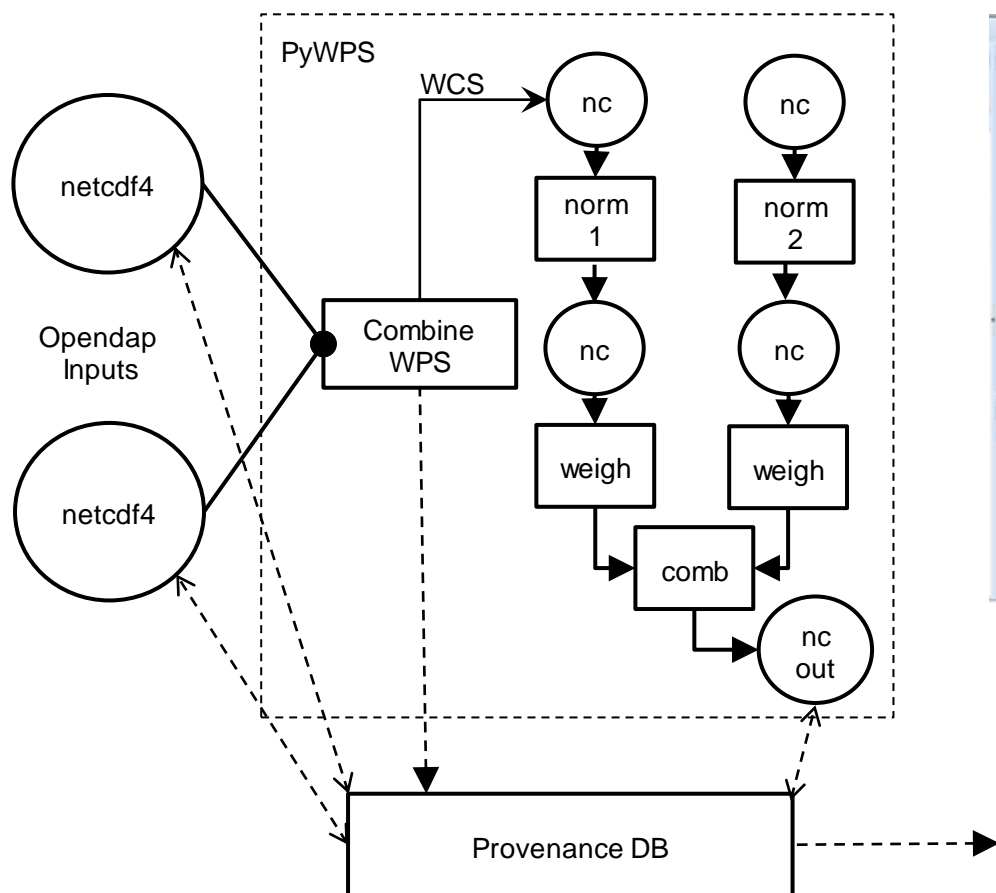 PyWPS
WCS
nc
nc
netcdf4
norm
1
norm
2
Opendap
Inputs
Combine
WPS
nc
nc
netcdf4
weigh
weigh
comb
nc
out
Provenance DB